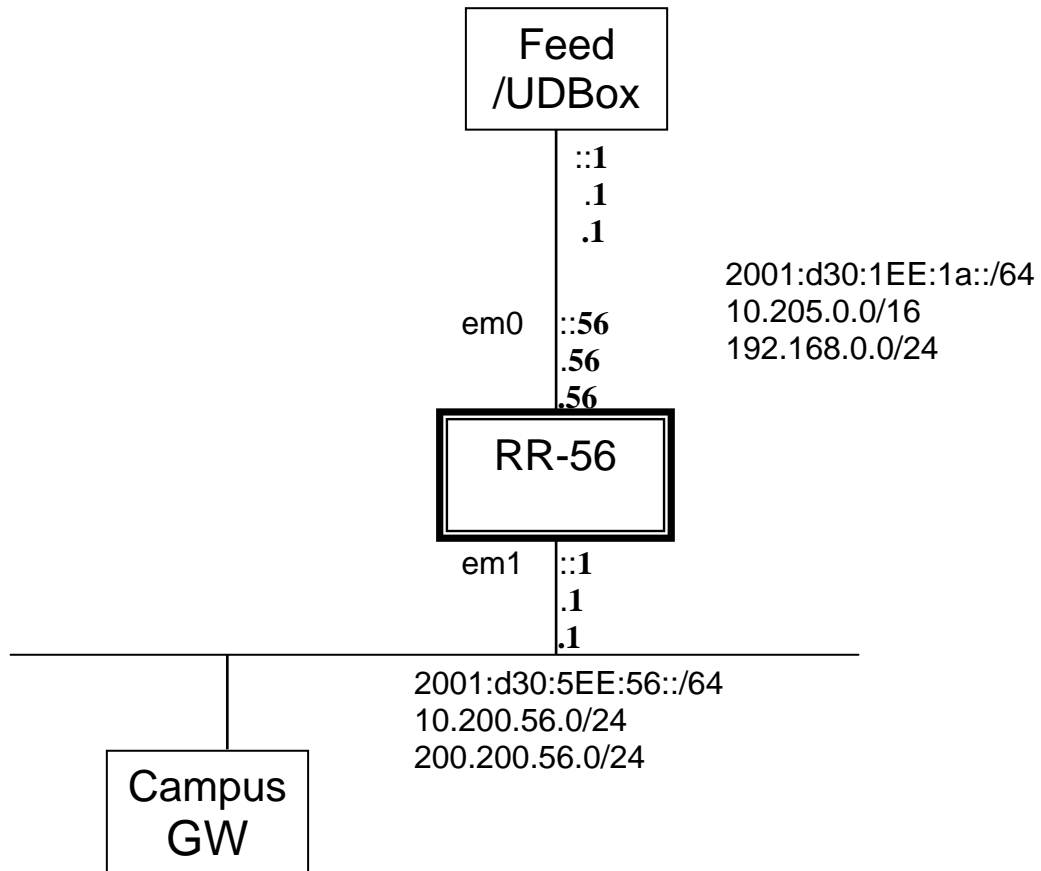 Feed
/UDBox
::1
.1
.1
2001:d30:1EE:1a::/64
10.205.0.0/16
192.168.0.0/24
em0
::56
.56
.56
RR-56
em1
::1
.1
.1
2001:d30:5EE:56::/64
10.200.56.0/24
200.200.56.0/24
Campus
GW